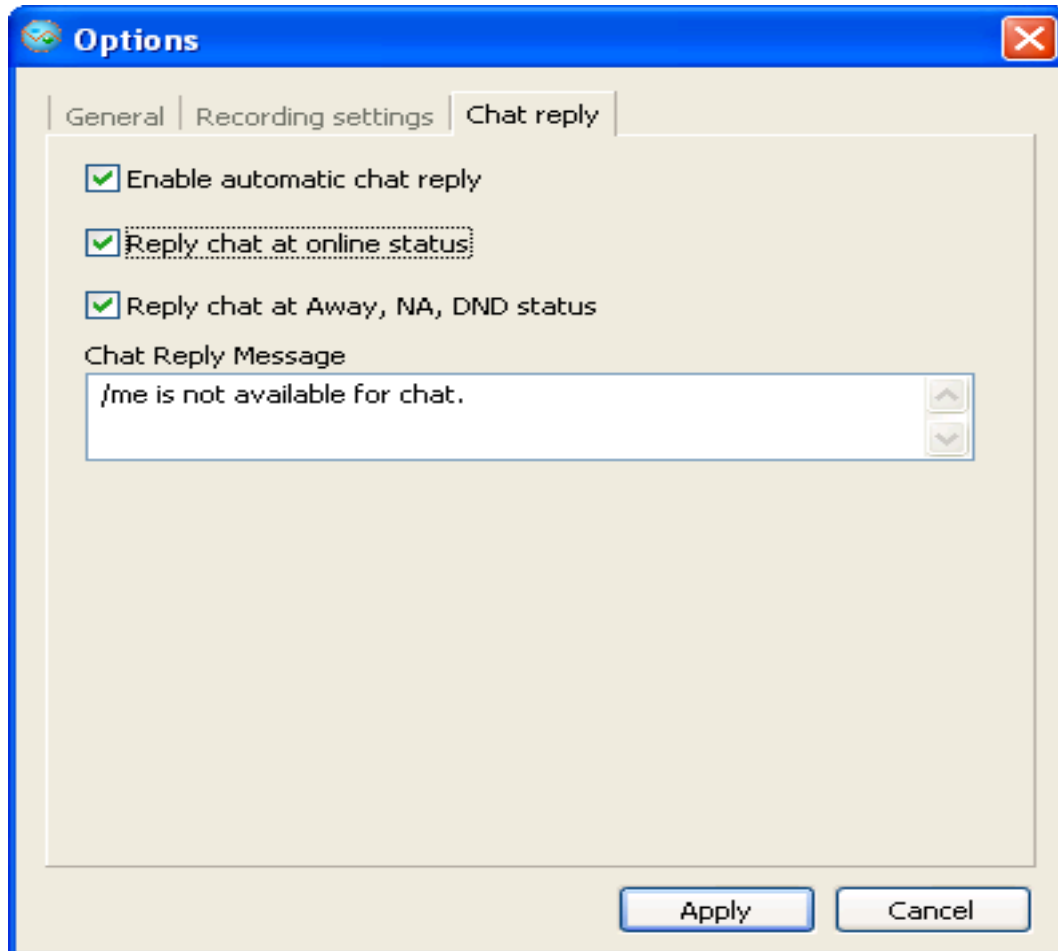 Options
General Recording settings Chat reply
Enable automatic chat reply
Reply chat at online status
Reply chat at Away, NA, DND status
Chat Reply Message
/me is not available for chat.
Apply Cancel